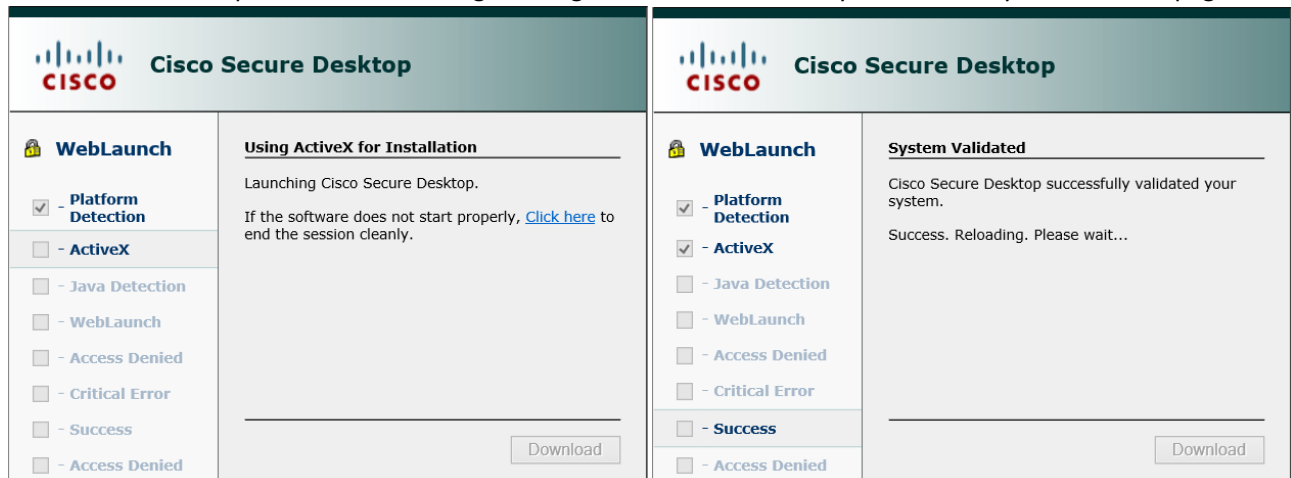 CISCO
Cisco Secure Desktop
WebLaunch
- Platform
Detection
- ActiveX
- Java Detection
- WebLaunch
- Access Denied
- Critical Error
- Success
- Access Denied
Using ActiveX for Installation
Launching Cisco Secure Desktop.
If the software does not start properly, Click here to
end the session cleanly.
Download
CISCO
Cisco Secure Desktop
WebLaunch
- Platform
Detection
- ActiveX
- Java Detection
- WebLaunch
- Access Denied
- Critical Error
- Success
- Access Denied
System Validated
Cisco Secure Desktop successfully validated your
system.
Success. Reloading. Please wait...
Download